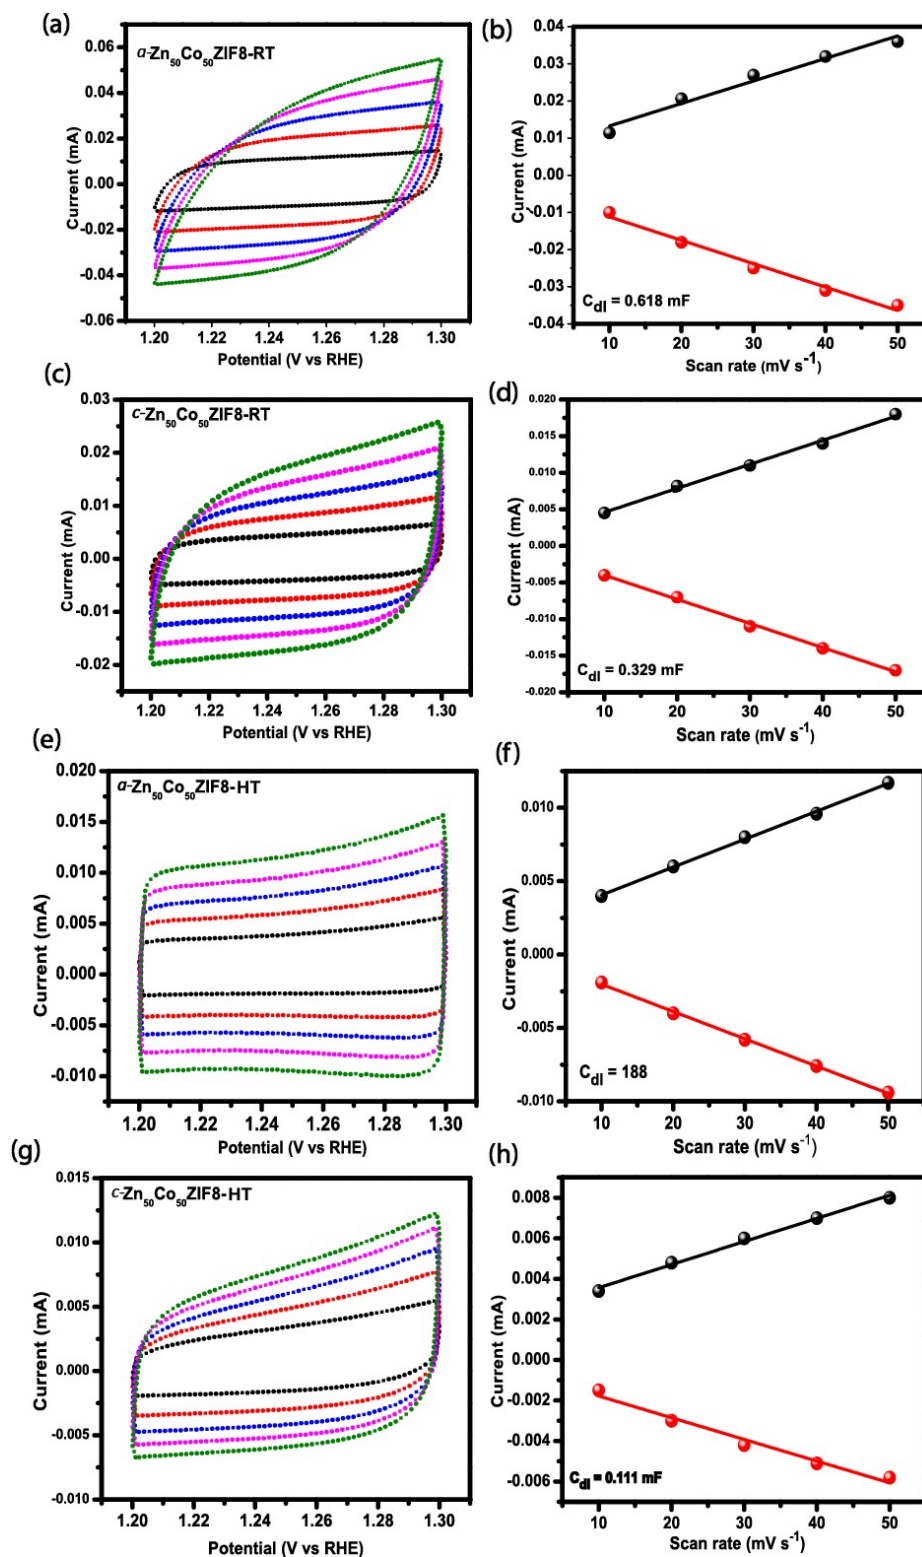 (a)
a-Zn50Co50ZIF8-RT
0.06
0.04
0.02
0.00
-0.02
-0.04
-0.06
Current (mA)
1.20 1.22 1.24 1.26 1.28 1.30
Potential (V vs RHE)
(b)
0.04
0.03
0.02
0.01
0.00
-0.01
-0.02
-0.03
-0.04
Current (mA)
Cdl = 0.618 mF
10 20 30 40 50
Scan rate (mV s-1)
(c)
c-Zn50Co50ZIF8-RT
0.03
0.02
0.01
0.00
-0.01
-0.02
Current (mA)
1.20 1.22 1.24 1.26 1.28 1.30
Potential (V vs RHE)
(d)
0.020
0.015
0.010
0.005
0.000
-0.005
-0.010
-0.015
-0.020
Current (mA)
Cdl = 0.329 mF
10 20 30 40 50
Scan rate (mV s-1)
(e)
a-Zn50Co50ZIF8-HT
0.020
0.015
0.010
0.005
0.000
-0.005
-0.010
Current (mA)
1.20 1.22 1.24 1.26 1.28 1.30
Potential (V vs RHE)
(f)
0.010
0.005
0.000
-0.005
-0.010
Current (mA)
Cdl = 188
10 20 30 40 50
Scan rate (mV s-1)
(g)
c-Zn50Co50ZIF8-HT
0.015
0.010
0.005
0.000
-0.005
-0.010
Current (mA)
1.20 1.22 1.24 1.26 1.28 1.30
Potential (V vs RHE)
(h)
0.008
0.006
0.004
0.002
0.000
-0.002
-0.004
-0.006
Current (mA)
Cdl = 0.111 mF
10 20 30 40 50
Scan rate (mV s-1)